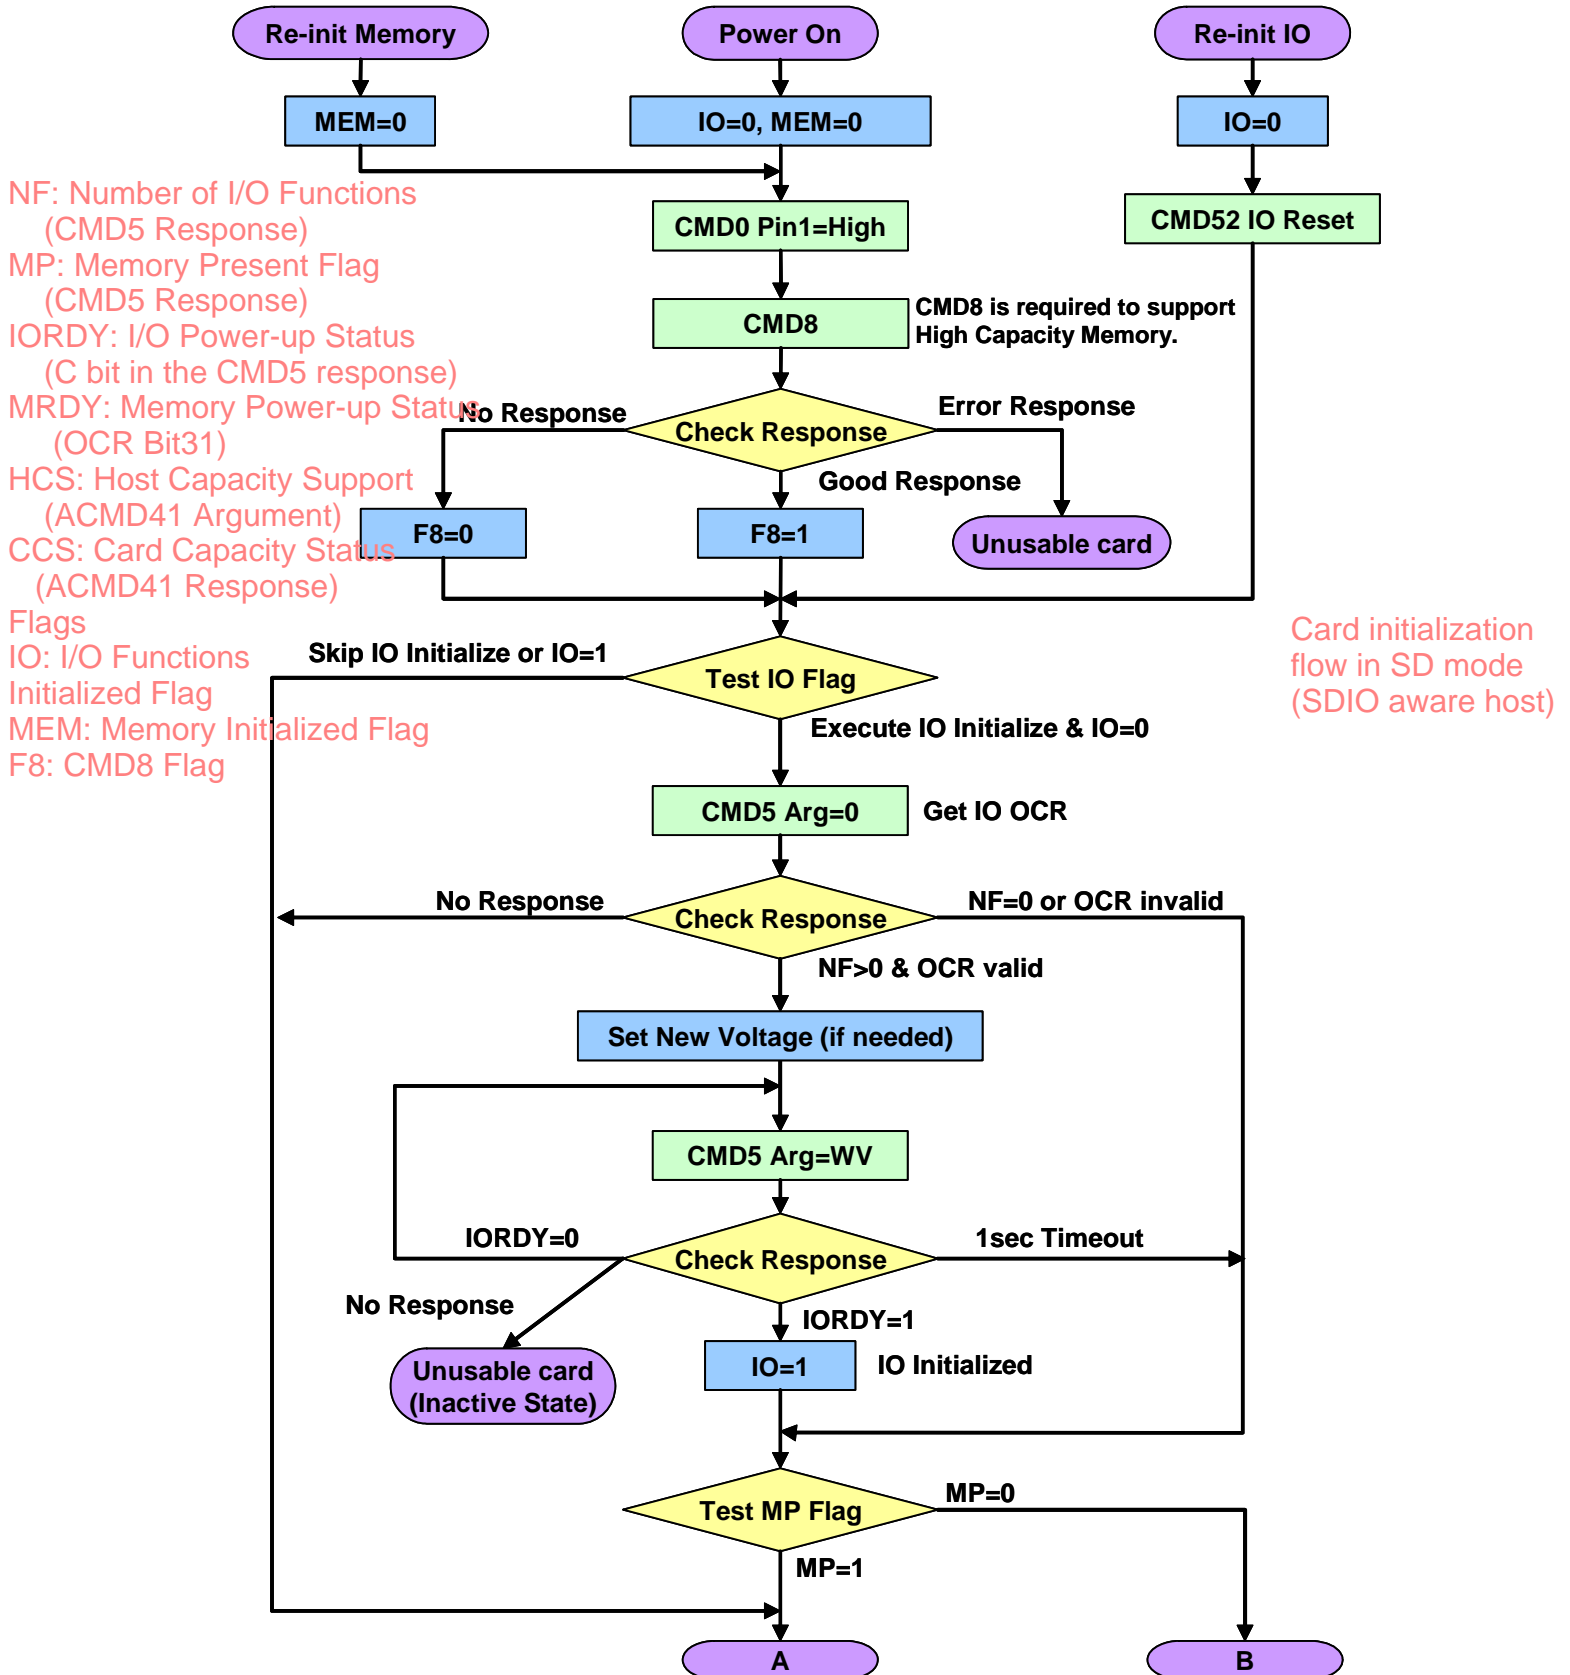 Re-init Memory
Power On
Re-init IO
MEM=0
IO=0, MEM=0
IO=0
NF: Number of I/O Functions
(CMD5 Response)
MP: Memory Present Flag
(CMD5 Response)
IORDY: I/O Power-up Status
(C bit in the CMD5 response)
MRDY: Memory Power-up Status
(OCR Bit31)
HCS: Host Capacity Support
(ACMD41 Argument)
CCS: Card Capacity Status
(ACMD41 Response)
Flags
IO: I/O Functions
Initialized Flag
MEM: Memory Initialized Flag
F8: CMD8 Flag
CMD0 Pin1=High
CMD52 IO Reset
CMD8
CMD8 is required to support
High Capacity Memory.
No Response
Check Response
Error Response
Good Response
F8=0
F8=1
Unusable card
Card initialization
flow in SD mode
(SDIO aware host)
Skip IO Initialize or IO=1
Test IO Flag
Execute IO Initialize & IO=0
CMD5 Arg=0
Get IO OCR
No Response
Check Response
NF=0 or OCR invalid
NF>0 & OCR valid
Set New Voltage (if needed)
CMD5 Arg=WV
IORDY=0
Check Response
1sec Timeout
No Response
IORDY=1
Unusable card
(Inactive State)
IO=1
IO Initialized
Test MP Flag
MP=0
MP=1
A
B